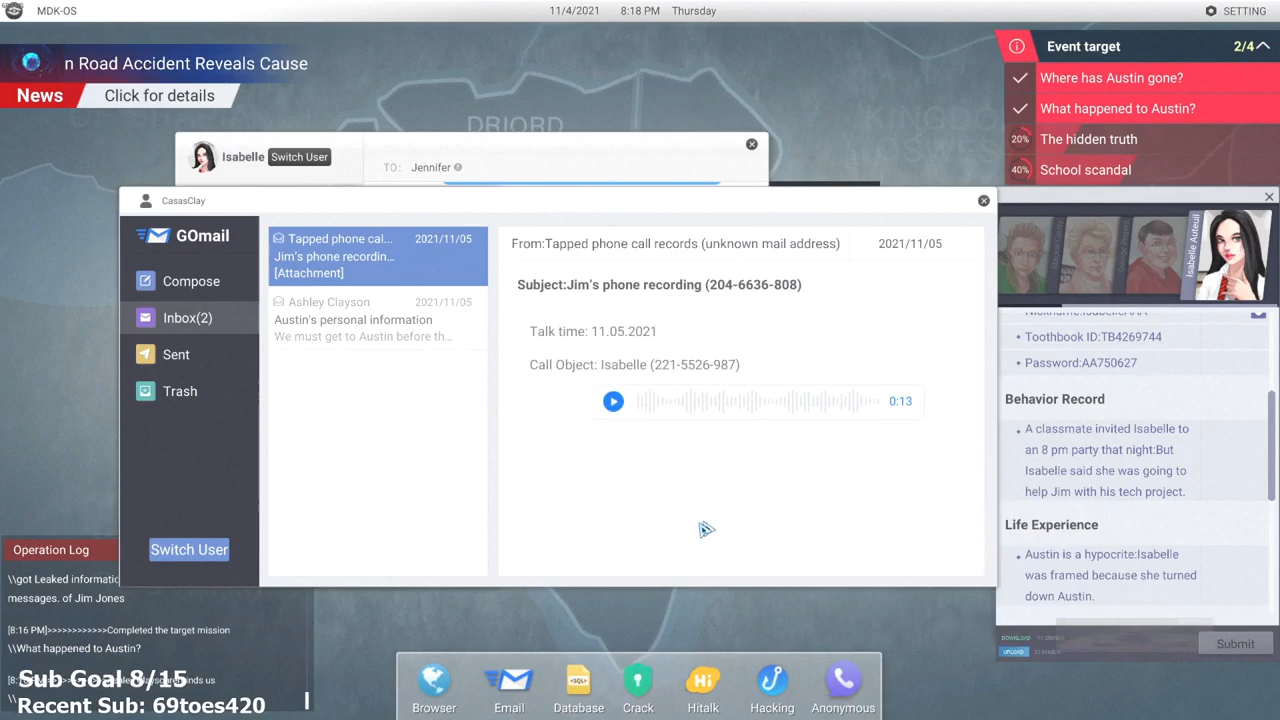 MDK-OS
11/4/2021 8:18 PM Thursday
SETTING
n Road Accident Reveals Cause
News
Click for details
DRIORD
KINGDO
Event target
2/4
Where has Austin gone?
What happened to Austin?
20% The hidden truth
40% School scandal
Isabelle
Switch User
TO: Jennifer
CasasClay
GOmail
Compose
Inbox(2)
Sent
Trash
Switch User
Tapped phone cal... 2021/11/05
Jim's phone recordin...
[Attachment]
Ashley Clayson 2021/11/05
Austin's personal information
We must get to Austin before th...
From:Tapped phone call records (unknown mail address)
2021/11/05
Subject:Jim's phone recording (204-6636-808)
Talk time: 11.05.2021
Call Object: Isabelle (221-5526-987)
0:13
Isabelle Auteuil
• Toothbook ID:TB4269744
• Password:AA750627
Behavior Record
• A classmate invited Isabelle to
an 8 pm party that night:But
Isabelle said she was going to
help Jim with his tech project.
Life Experience
• Austin is a hypocrite:Isabelle
was framed because she turned
down Austin.
DOWNLOAD
UPLOAD
Submit
Operation Log
\\got Leaked informatio
messages. of Jim Jones
[8:16 PM]>>>>>>>>>>>>Completed the target mission
\\What happened to Austin?
Sub Goal 8/15
Recent Sub: 69toes420
Browser
Email
<SQL>
Database
Crack
Hi
Hitalk
Hacking
Anonymous